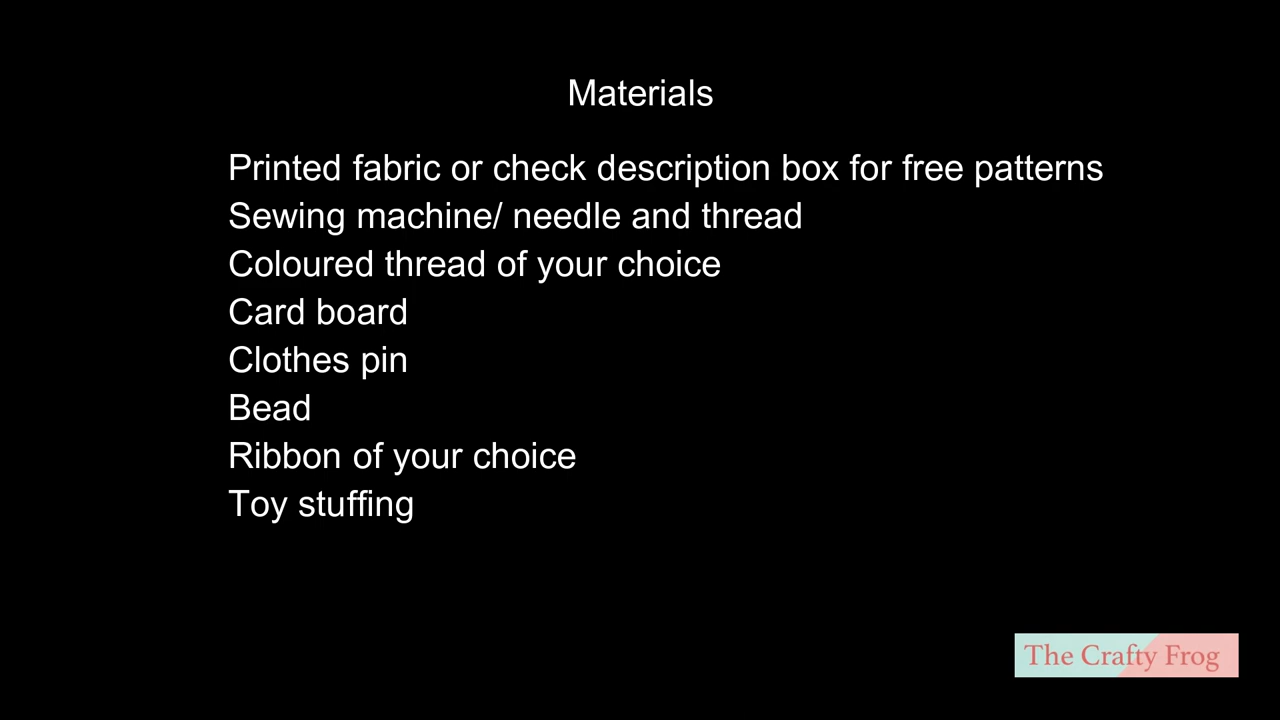 Materials
Printed fabric or check description box for free patterns
Sewing machine/ needle and thread
Coloured thread of your choice
Card board
Clothes pin
Bead
Ribbon of your choice
Toy stuffing
The Crafty Frog